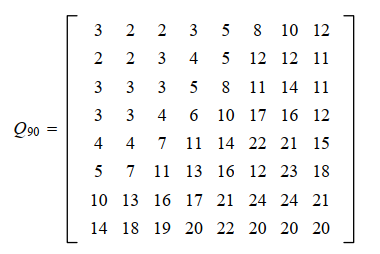 3 2 2 3 5 8 10 12
2 2 3 4 5 12 12 11
3 3 3 5 8 11 14 11
Q90 = 3 3 4 6 10 17 16 12
4 4 7 11 14 22 21 15
5 7 11 13 16 12 23 18
10 13 16 17 21 24 24 21
14 18 19 20 22 20 20 20